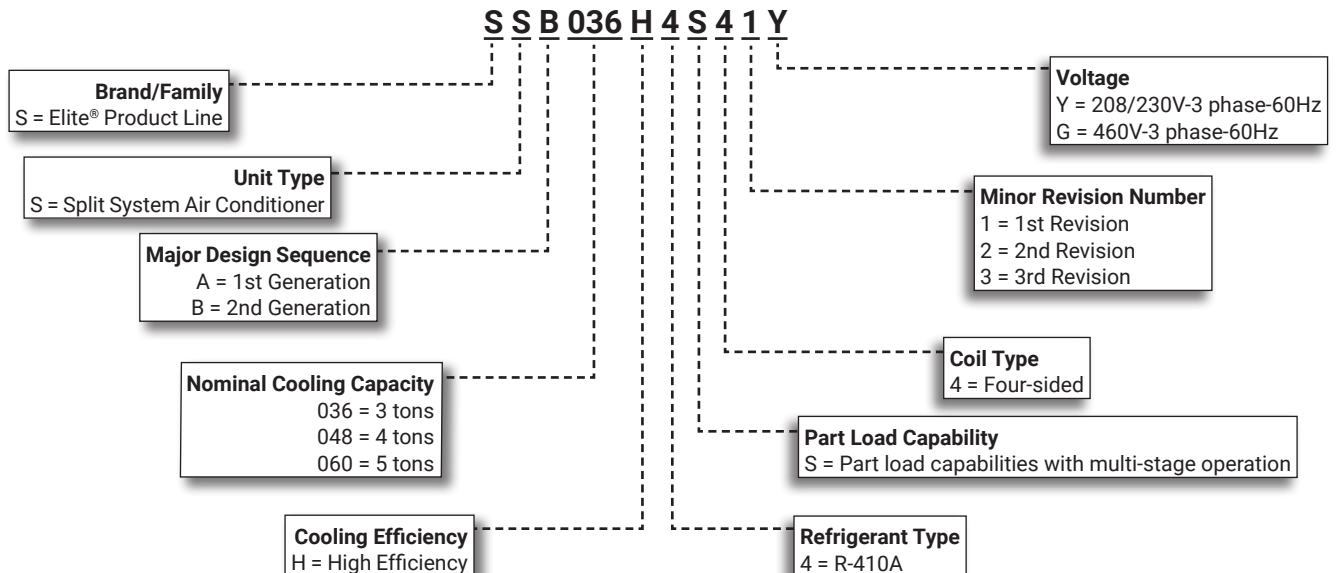 S S B 036 H 4 S 4 1 Y
Brand/Family
S = Elite® Product Line
Unit Type
S = Split System Air Conditioner
Major Design Sequence
A = 1st Generation
B = 2nd Generation
Nominal Cooling Capacity
036 = 3 tons
048 = 4 tons
060 = 5 tons
Cooling Efficiency
H = High Efficiency
Voltage
Y = 208/230V-3 phase-60Hz
G = 460V-3 phase-60Hz
Minor Revision Number
1 = 1st Revision
2 = 2nd Revision
3 = 3rd Revision
Coil Type
4 = Four-sided
Part Load Capability
S = Part load capabilities with multi-stage operation
Refrigerant Type
4 = R-410A